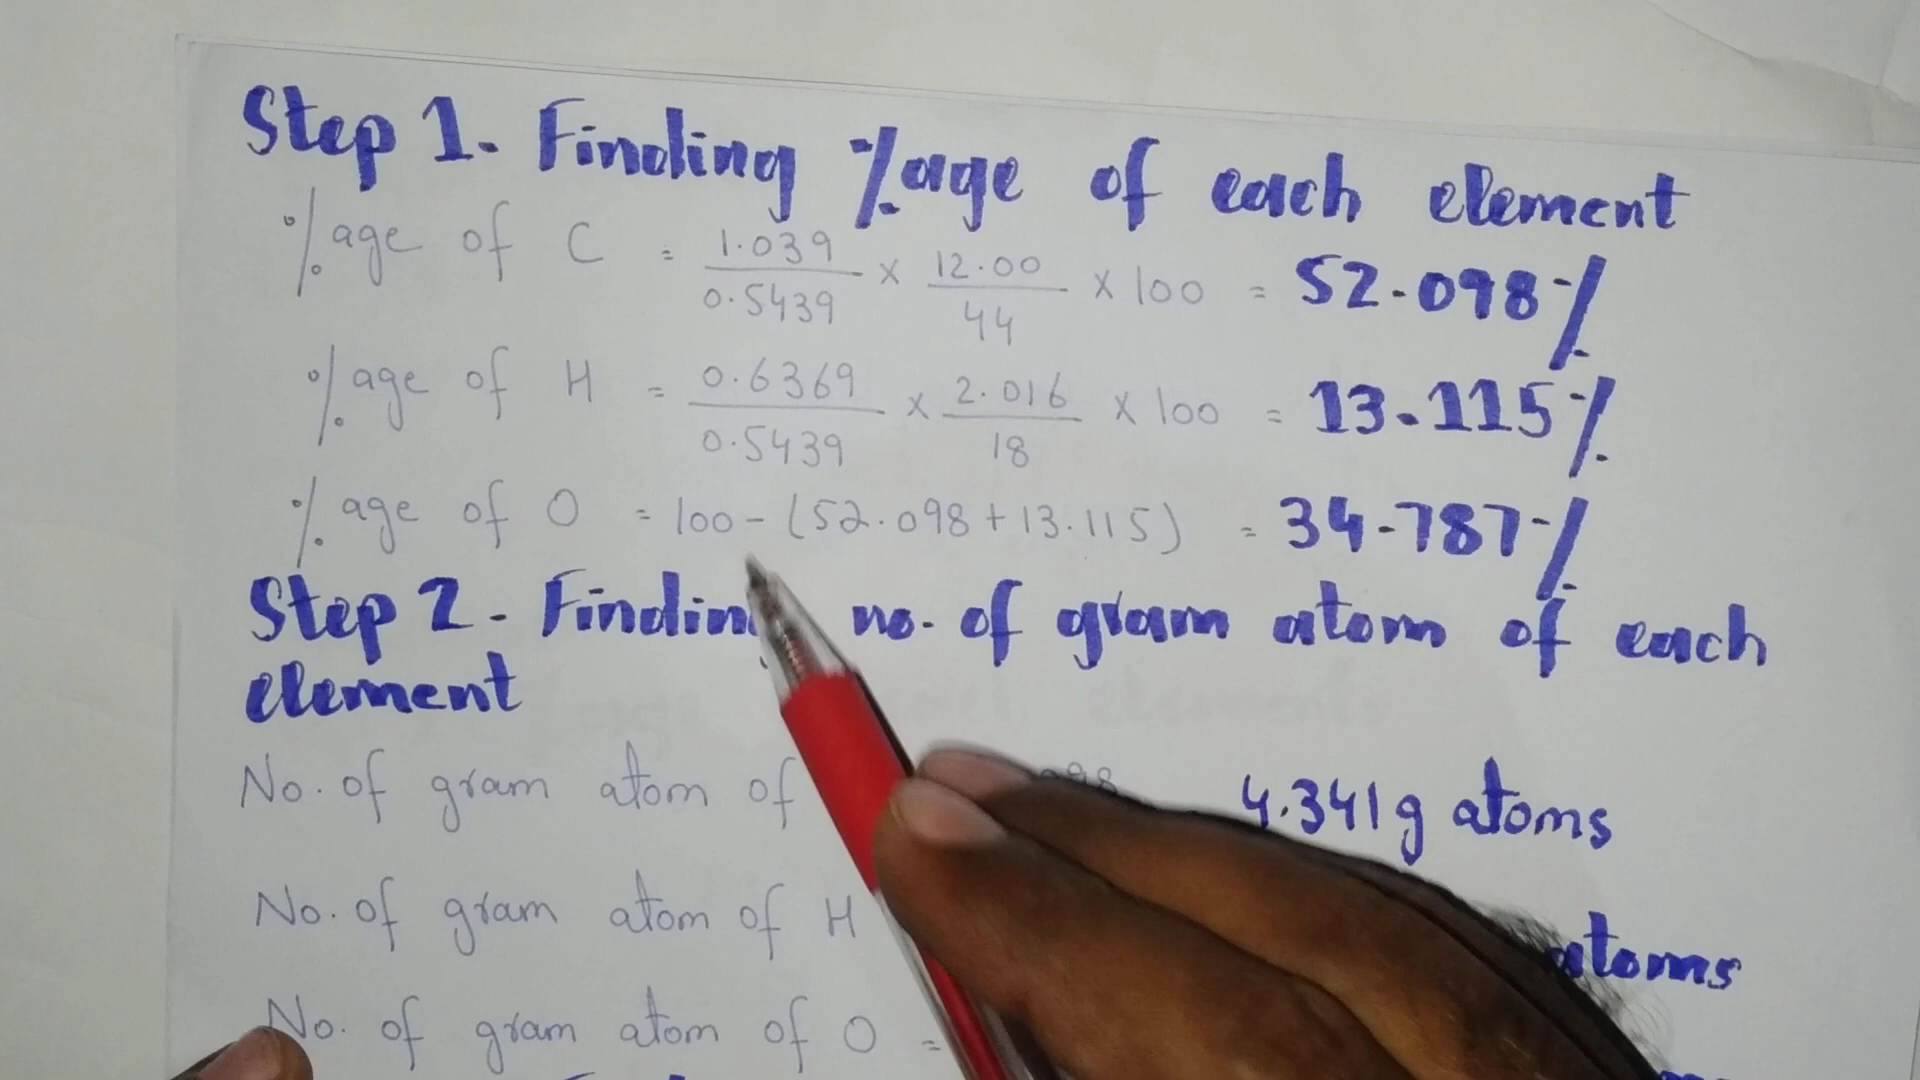 Step 1. Finding %age of each element
%age of C = 1.039/0.5439 × 12.00/44 × 100 = 52.098%
%age of H = 0.6369/0.5439 × 2.016/18 × 100 = 13.115%
%age of O = 100 - (52.098 + 13.115) = 34.787%
Step 2. Finding no. of gram atom of each
element
No. of gram atom of 4.341g atoms
No. of gram atom of H atoms
No. of gram atom of O =